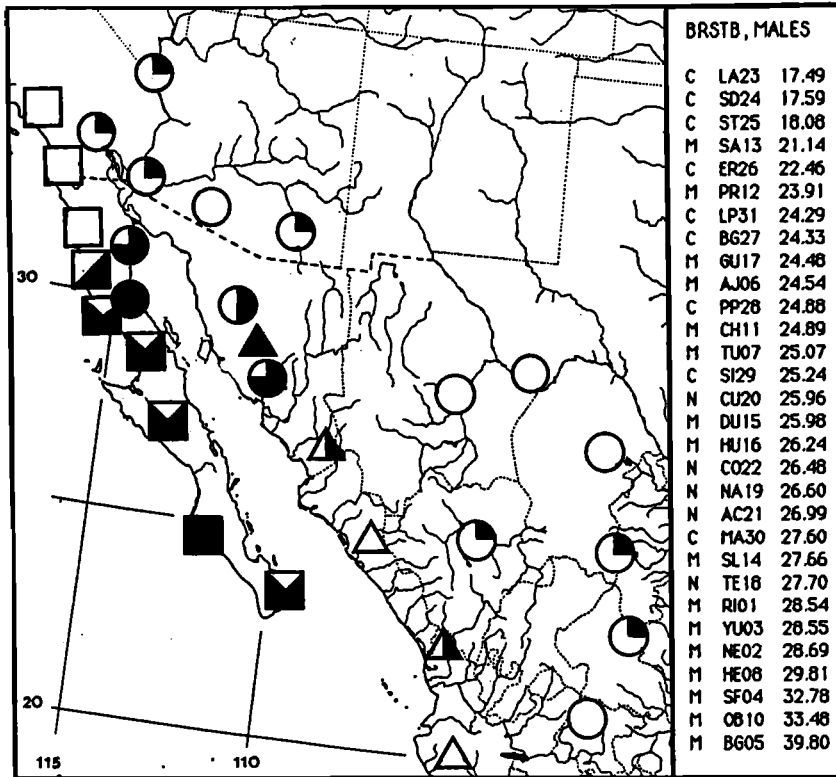 BRSTB, MALES
C LA23 17.49
C SD24 17.59
C ST25 18.08
M SA13 21.14
C ER26 22.46
M PR12 23.91
C LP31 24.29
C BG27 24.33
M GU17 24.48
M AJ06 24.54
C PP28 24.88
M CH11 24.89
M TU07 25.07
C SI29 25.24
N CU20 25.96
M DU15 25.98
M HU16 26.24
N CO22 26.48
N NA19 26.60
N AC21 26.99
C MA30 27.60
M SL14 27.66
N TE18 27.70
M RI01 28.54
M YU03 28.55
M NE02 28.69
M HE08 29.81
M SF04 32.78
M OB10 33.48
M BG05 39.80
30
20
115
110